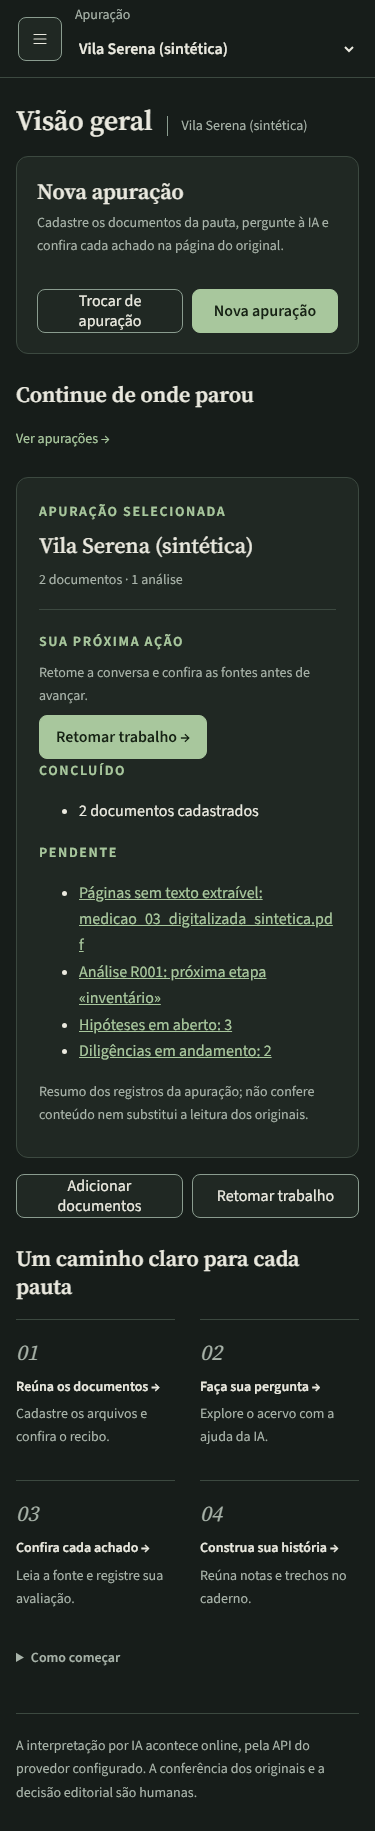 Apuração
Vila Serena (sintética)
Visão geral
Vila Serena (sintética)
Nova apuração
Cadastre os documentos da pauta, pergunte à IA e
confira cada achado na página do original.
Trocar de
apuração
Nova apuração
Continue de onde parou
Ver apurações →
APURAÇÃO SELECIONADA
Vila Serena (sintética)
2 documentos · 1 análise
SUA PRÓXIMA AÇÃO
Retome a conversa e confira as fontes antes de
avançar.
Retomar trabalho →
CONCLUÍDO
• 2 documentos cadastrados
PENDENTE
• Páginas sem texto extraível:
medicao_03_digitalizada_sintetica.pd
f
• Análise R001: próxima etapa
«inventário»
• Hipóteses em aberto: 3
• Diligências em andamento: 2
Resumo dos registros da apuração; não confere
conteúdo nem substitui a leitura dos originais.
Adicionar
documentos
Retomar trabalho
Um caminho claro para cada
pauta
01
Reúna os documentos →
Cadastre os arquivos e
confira o recibo.
02
Faça sua pergunta →
Explore o acervo com a
ajuda da IA.
03
Confira cada achado →
Leia a fonte e registre sua
avaliação.
04
Construa sua história →
Reúna notas e trechos no
caderno.
▶ Como começar
A interpretação por IA acontece online, pela API do
provedor configurado. A conferência dos originais e a
decisão editorial são humanas.